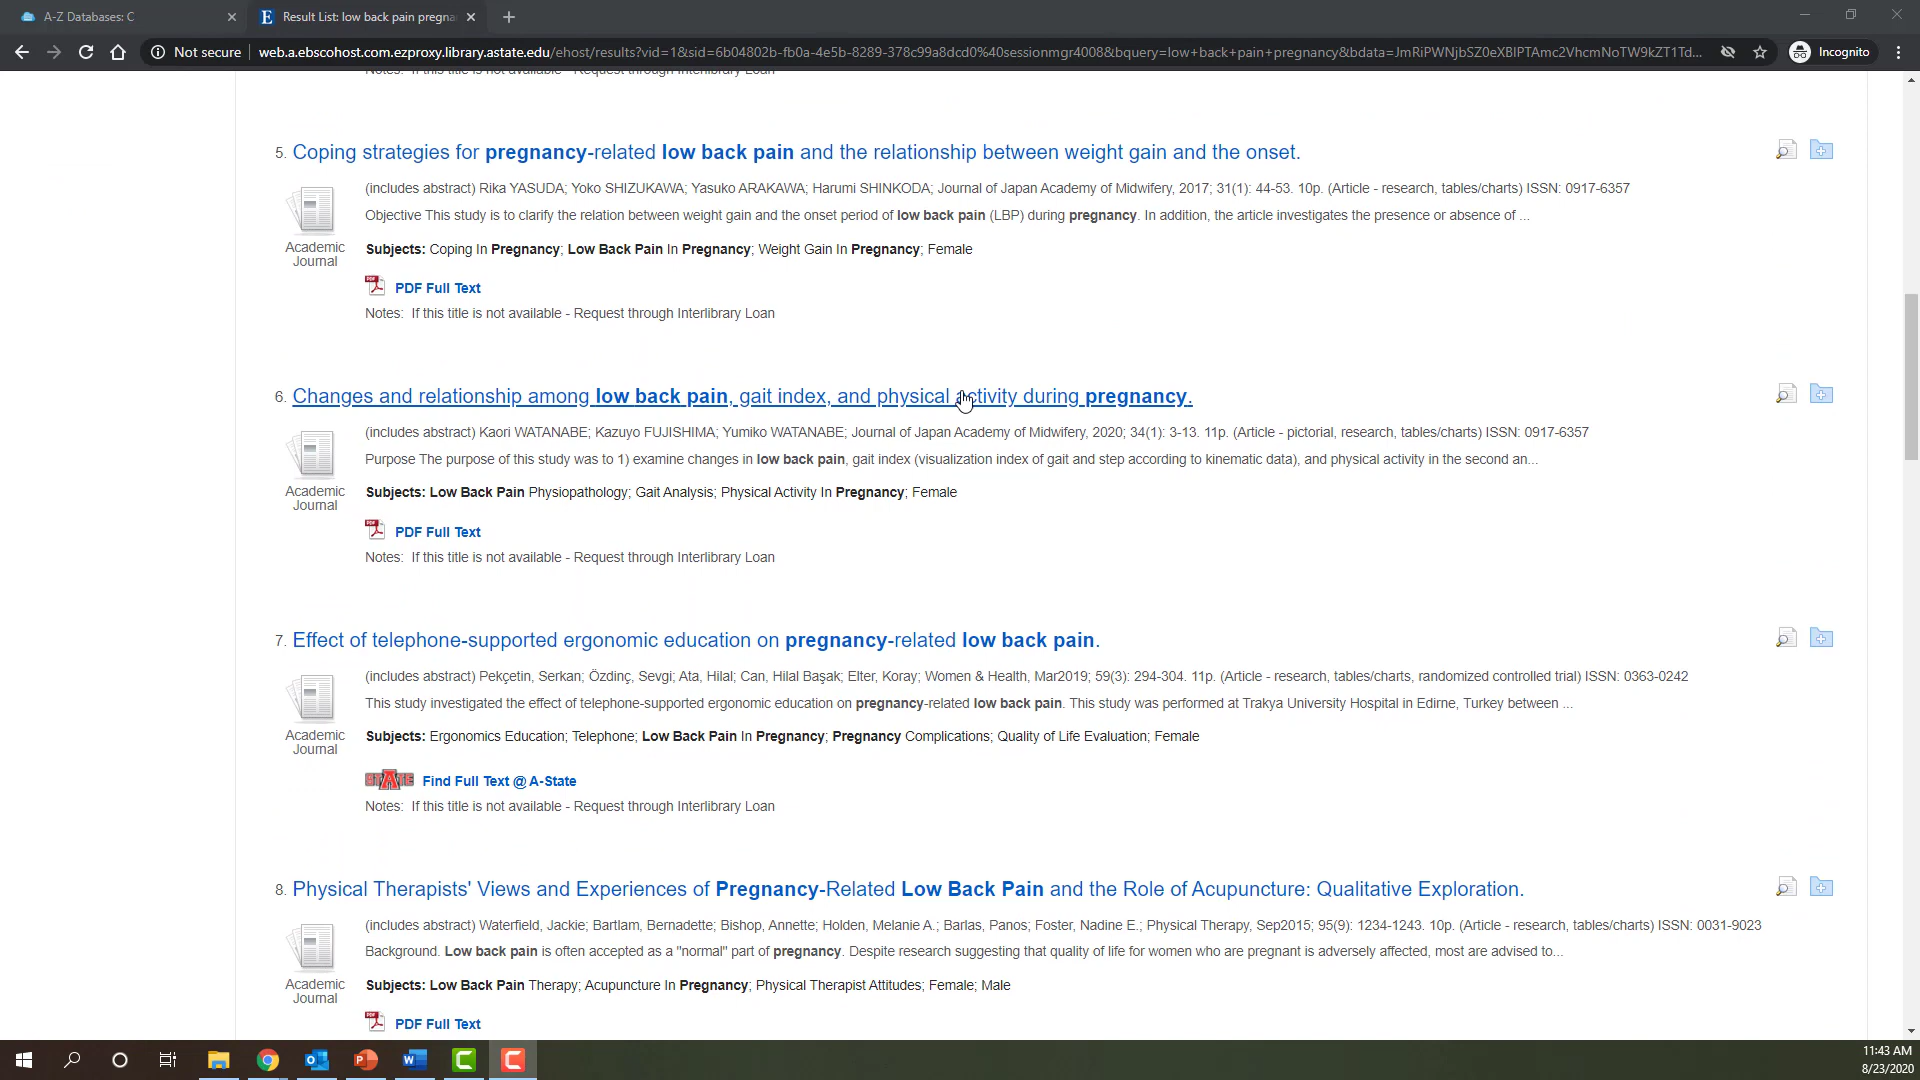 A-Z Databases: C
Result List: low back pain pregna
Not secure
web.a.ebscohost.com.ezproxy.library.astate.edu/ehost/results?vid=1&sid=6b04802b-fb0a-4e5b-8289-378c99a8dcd0%40sessionmgr4008&bquery=low+back+pain+pregnancy&bdata=JmRiPWNjbSZ0eXBlPTAmc2VhcmNoTW9kZT1Td...
Incognito
Notes: If this title is not available - Request through Interlibrary Loan
5. Coping strategies for pregnancy-related low back pain and the relationship between weight gain and the onset.
(includes abstract) Rika YASUDA; Yoko SHIZUKAWA; Yasuko ARAKAWA; Harumi SHINKODA; Journal of Japan Academy of Midwifery, 2017; 31(1): 44-53. 10p. (Article - research, tables/charts) ISSN: 0917-6357
Objective This study is to clarify the relation between weight gain and the onset period of low back pain (LBP) during pregnancy. In addition, the article investigates the presence or absence of ...
Academic
Journal
Subjects: Coping In Pregnancy; Low Back Pain In Pregnancy; Weight Gain In Pregnancy; Female
PDF Full Text
Notes: If this title is not available - Request through Interlibrary Loan
6. Changes and relationship among low back pain, gait index, and physical activity during pregnancy.
(includes abstract) Kaori WATANABE; Kazuyo FUJISHIMA; Yumiko WATANABE; Journal of Japan Academy of Midwifery, 2020; 34(1): 3-13. 11p. (Article - pictorial, research, tables/charts) ISSN: 0917-6357
Purpose The purpose of this study was to 1) examine changes in low back pain, gait index (visualization index of gait and step according to kinematic data), and physical activity in the second an...
Academic
Journal
Subjects: Low Back Pain Physiopathology; Gait Analysis; Physical Activity In Pregnancy; Female
PDF Full Text
Notes: If this title is not available - Request through Interlibrary Loan
7. Effect of telephone-supported ergonomic education on pregnancy-related low back pain.
(includes abstract) Pekçetin, Serkan; Özdinç, Sevgi; Ata, Hilal; Can, Hilal Başak; Elter, Koray; Women & Health, Mar2019; 59(3): 294-304. 11p. (Article - research, tables/charts, randomized controlled trial) ISSN: 0363-0242
This study investigated the effect of telephone-supported ergonomic education on pregnancy-related low back pain. This study was performed at Trakya University Hospital in Edirne, Turkey between ...
Academic
Journal
Subjects: Ergonomics Education; Telephone; Low Back Pain In Pregnancy; Pregnancy Complications; Quality of Life Evaluation; Female
STATE Find Full Text @ A-State
Notes: If this title is not available - Request through Interlibrary Loan
8. Physical Therapists' Views and Experiences of Pregnancy-Related Low Back Pain and the Role of Acupuncture: Qualitative Exploration.
(includes abstract) Waterfield, Jackie; Bartlam, Bernadette; Bishop, Annette; Holden, Melanie A.; Barlas, Panos; Foster, Nadine E.; Physical Therapy, Sep2015; 95(9): 1234-1243. 10p. (Article - research, tables/charts) ISSN: 0031-9023
Background. Low back pain is often accepted as a "normal" part of pregnancy. Despite research suggesting that quality of life for women who are pregnant is adversely affected, most are advised to...
Academic
Journal
Subjects: Low Back Pain Therapy; Acupuncture In Pregnancy; Physical Therapist Attitudes; Female; Male
PDF Full Text
11:43 AM
8/23/2020